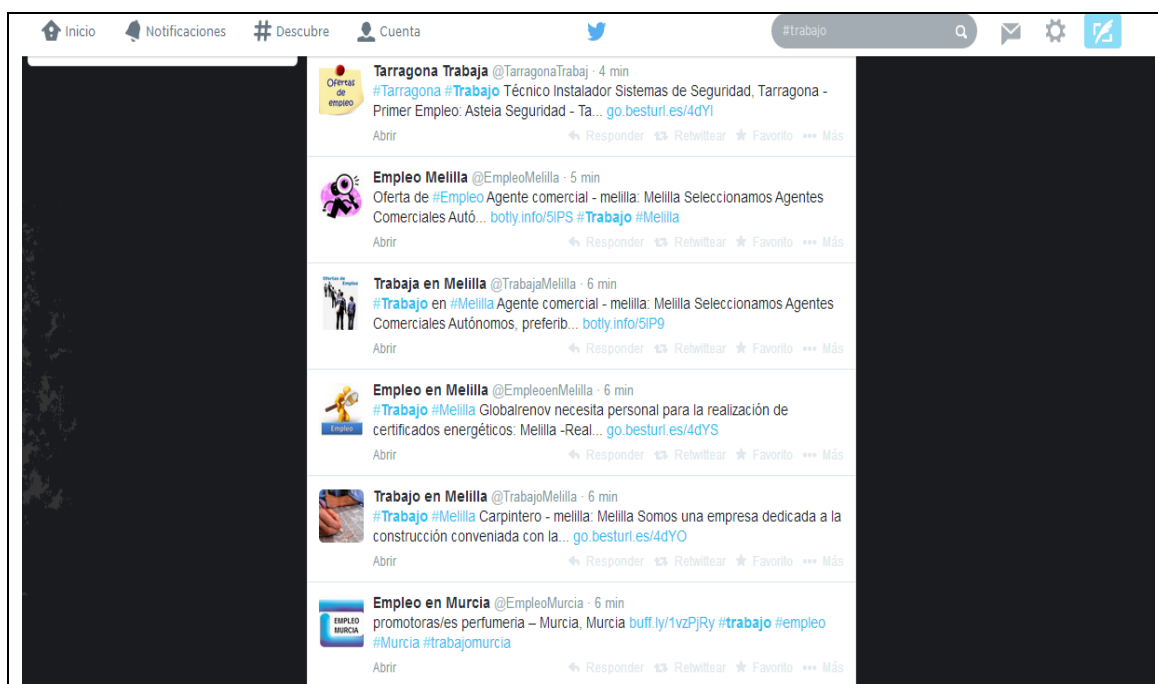 Inicio Notificaciones Descubre Cuenta #trabajo
Tarragona Trabaja @TarragonaTrabaj · 4 min
#Tarragona #Trabajo Técnico Instalador Sistemas de Seguridad, Tarragona -
Primer Empleo: Asteia Seguridad - Ta... go.besturl.es/4dYl
Abrir Responder Retwittear Favorito Más
Ofertas
de
empleo
Empleo Melilla @EmpleoMelilla · 5 min
Oferta de #Empleo Agente comercial - melilla: Melilla Seleccionamos Agentes
Comerciales Autó... botly.info/5lPS #Trabajo #Melilla
Abrir Responder Retwittear Favorito Más
Ofertas de
Empleo
Trabaja en Melilla @TrabajaMelilla · 6 min
#Trabajo en #Melilla Agente comercial - melilla: Melilla Seleccionamos Agentes
Comerciales Autónomos, preferib... botly.info/5lP9
Abrir Responder Retwittear Favorito Más
Empleo en Melilla @EmpleoenMelilla · 6 min
#Trabajo #Melilla Globalrenov necesita personal para la realización de
certificados energéticos: Melilla -Real... go.besturl.es/4dYS
Abrir Responder Retwittear Favorito Más
Empleo
Trabajo en Melilla @TrabajoMelilla · 6 min
#Trabajo #Melilla Carpintero - melilla: Melilla Somos una empresa dedicada a la
construcción conveniada con la... go.besturl.es/4dYO
Abrir Responder Retwittear Favorito Más
Empleo en Murcia @EmpleoMurcia · 6 min
promotoras/es perfumeria – Murcia, Murcia buff.ly/1vzPjRy #trabajo #empleo
#Murcia #trabajomurcia
Abrir Responder Retwittear Favorito Más
EMPLEO
MURCIA